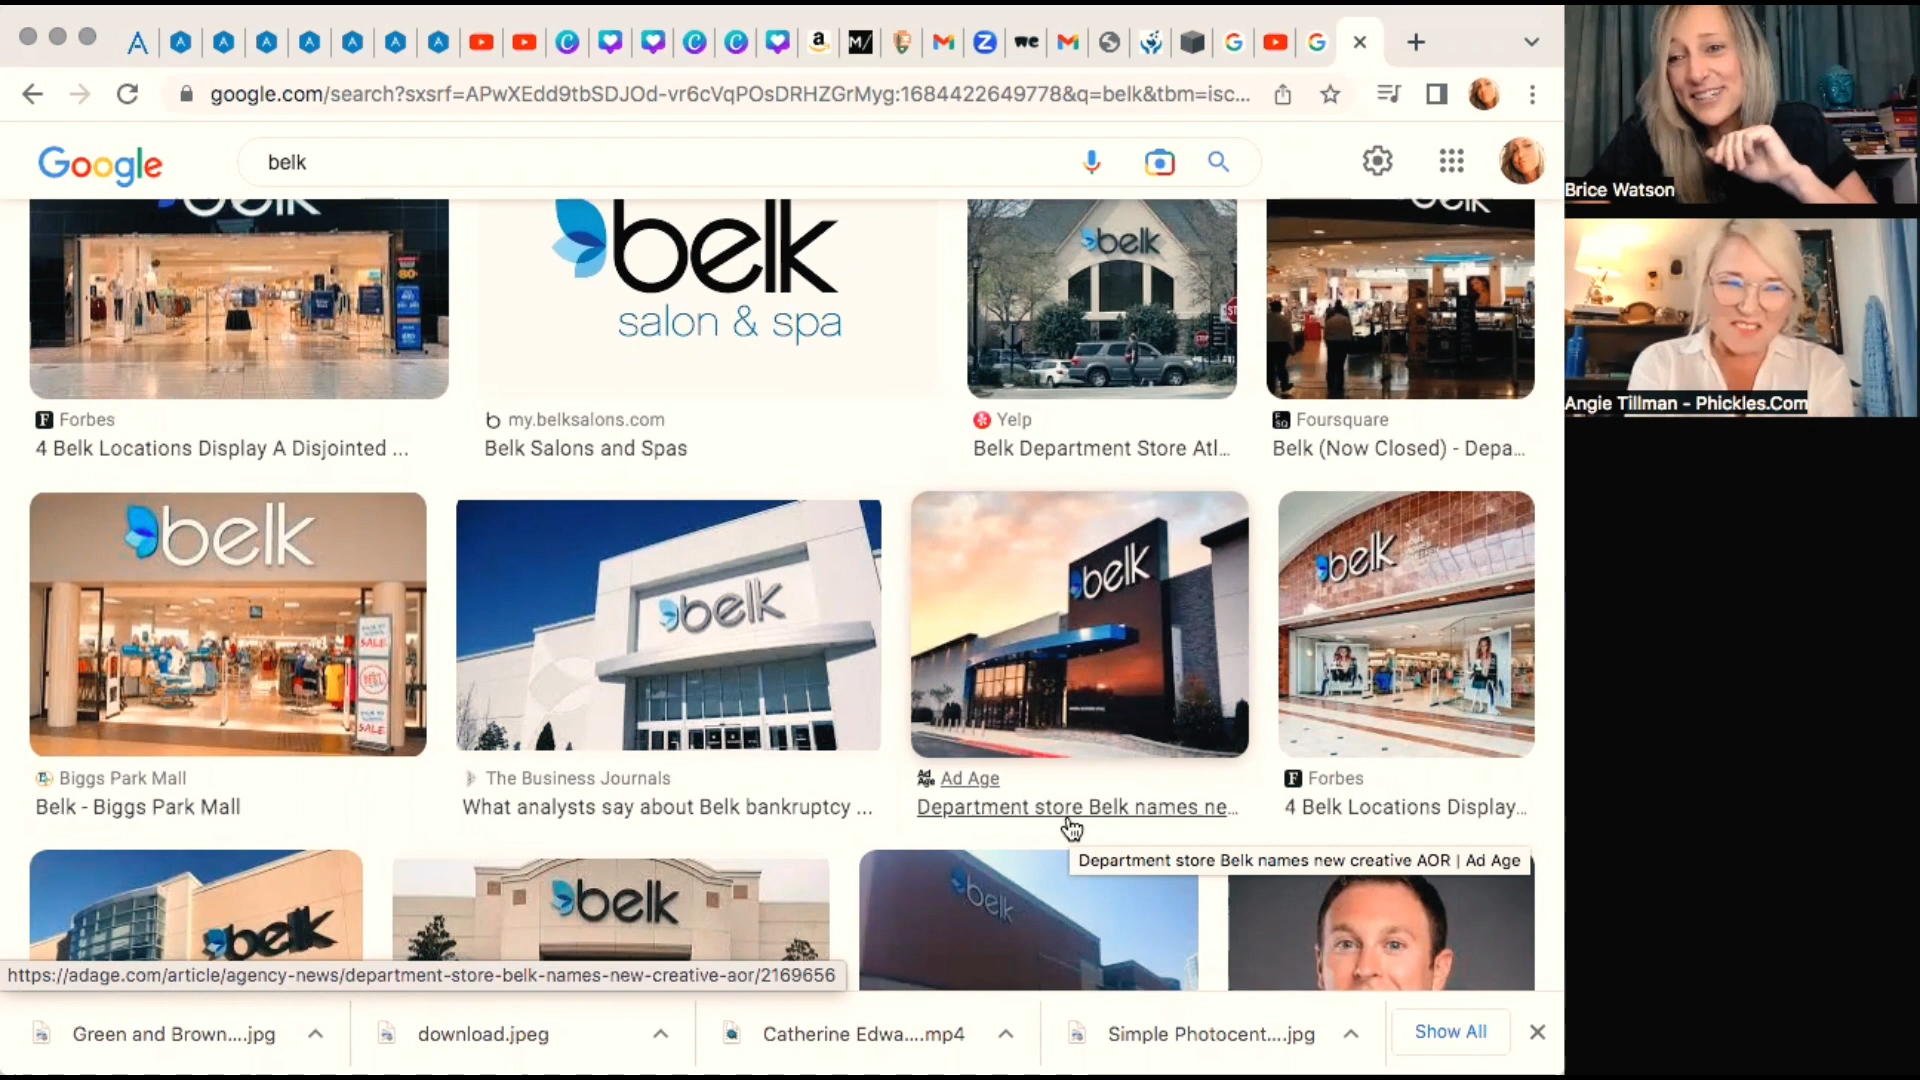 google.com/search?sxsrf=APwXEdd9tbSDJOd-vr6cVqPOsDRHZGrMyg:1684422649778&q=belk&tbm=isc...
Google
belk
Brice Watson
belk
belk
salon & spa
belk
belk
Angie Tillman - Phickles.Com
Forbes
4 Belk Locations Display A Disjointed ...
my.belksalons.com
Belk Salons and Spas
Yelp
Belk Department Store Atl...
Foursquare
Belk (Now Closed) - Depa...
belk
SALE
SALE
belk
belk
belk
Biggs Park Mall
Belk - Biggs Park Mall
The Business Journals
What analysts say about Belk bankruptcy ...
Ad Age
Department store Belk names ne...
Forbes
4 Belk Locations Display...
Department store Belk names new creative AOR | Ad Age
belk
belk
belk
https://adage.com/article/agency-news/department-store-belk-names-new-creative-aor/2169656
Green and Brown....jpg
download.jpeg
Catherine Edwa....mp4
Simple Photocent....jpg
Show All